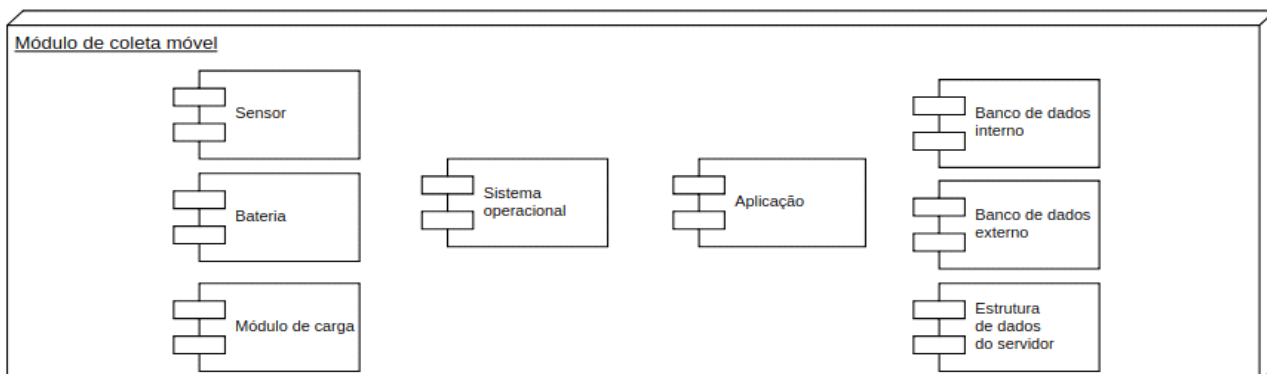 Módulo de coleta móvel
Sensor
Bateria
Módulo de carga
Sistema
operacional
Aplicação
Banco de dados
interno
Banco de dados
externo
Estrutura
de dados
do servidor